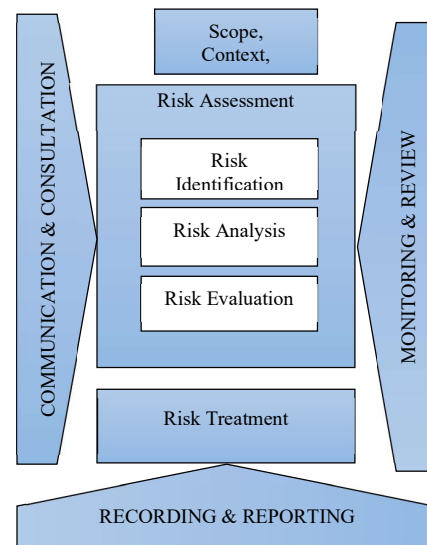 Scope,
Context,
Risk Assessment
Risk
Identification
Risk Analysis
Risk Evaluation
Risk Treatment
COMMUNICATION & CONSULTATION
MONITORING & REVIEW
RECORDING & REPORTING